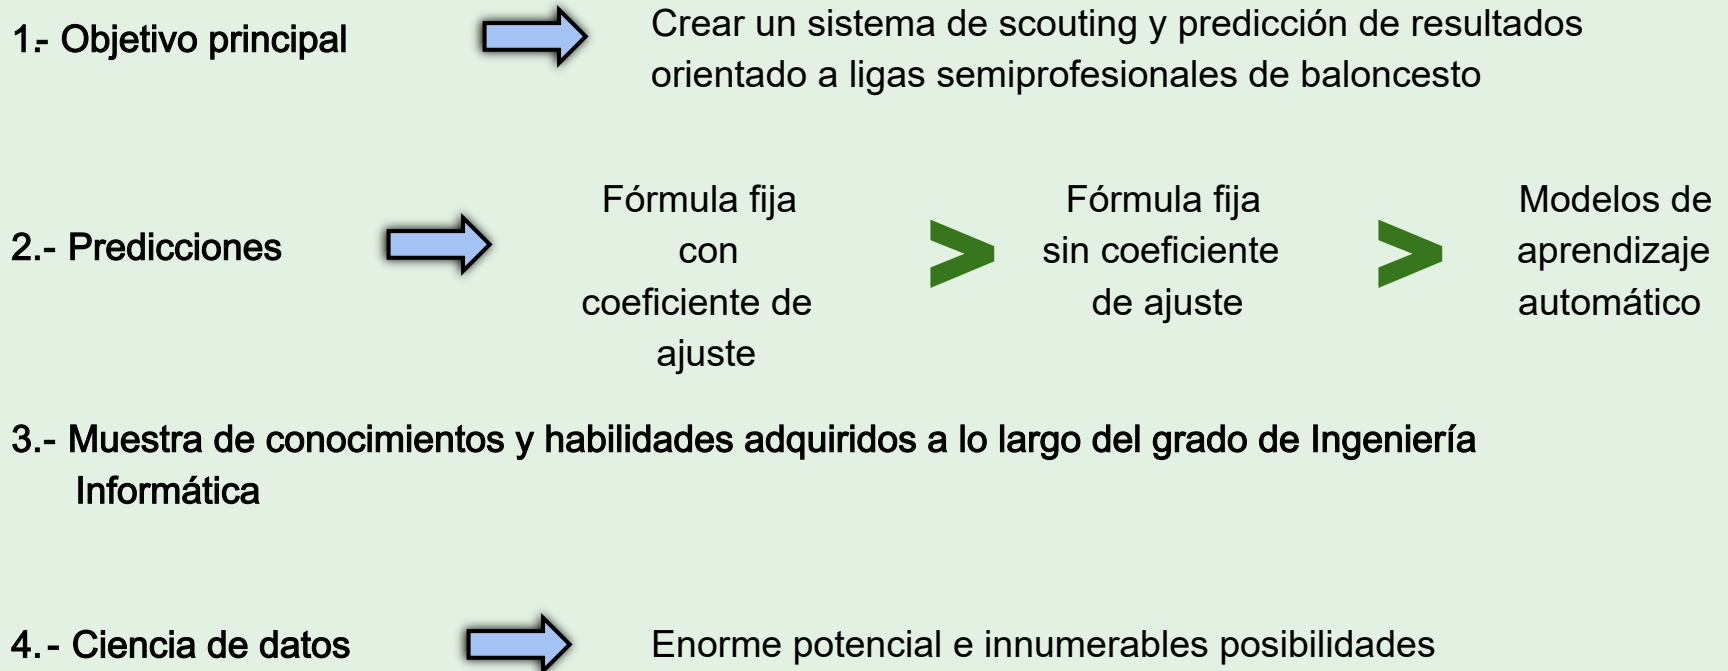 1.- Objetivo principal
Crear un sistema de scouting y predicción de resultados
orientado a ligas semiprofesionales de baloncesto
2.- Predicciones
Fórmula fija
con
coeficiente de
ajuste
>
Fórmula fija
sin coeficiente
de ajuste
>
Modelos de
aprendizaje
automático
3.- Muestra de conocimientos y habilidades adquiridos a lo largo del grado de Ingeniería
Informática
4.- Ciencia de datos
Enorme potencial e innumerables posibilidades